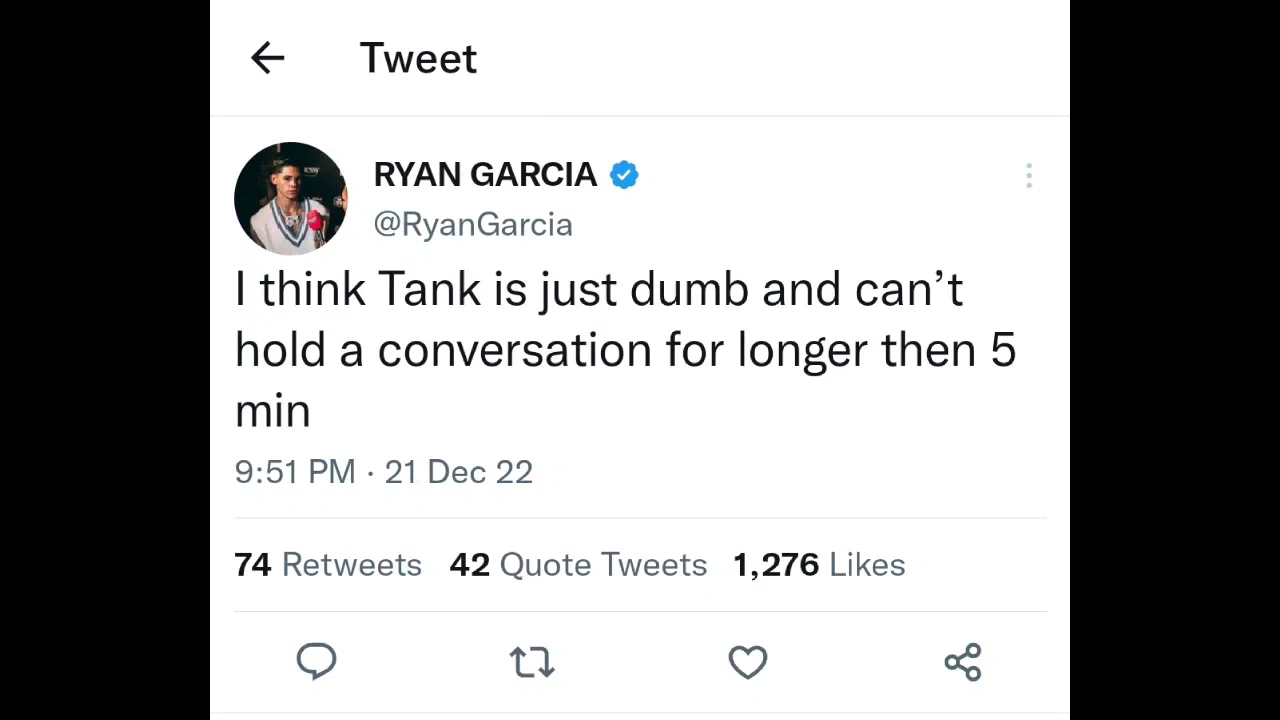 Tweet
RYAN GARCIA
@RyanGarcia
I think Tank is just dumb and can’t
hold a conversation for longer then 5
min
9:51 PM · 21 Dec 22
74 Retweets 42 Quote Tweets 1,276 Likes